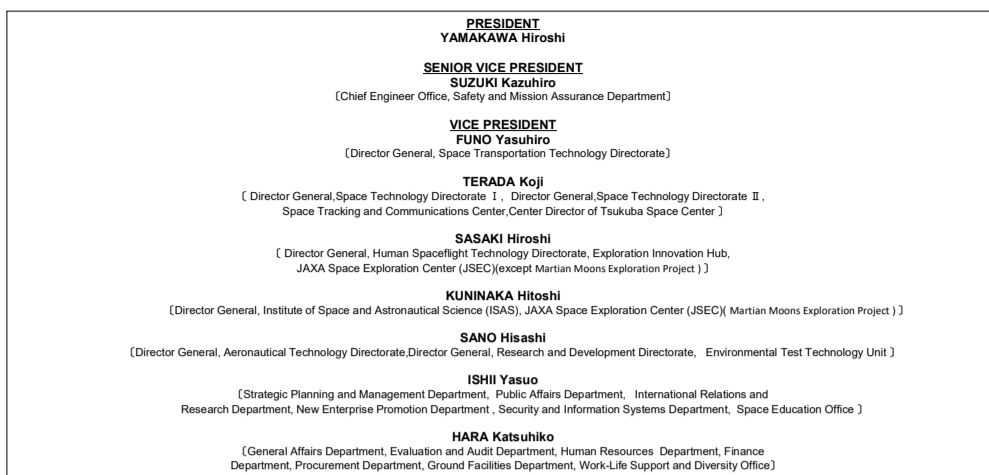 PRESIDENT
YAMAKAWA Hiroshi
SENIOR VICE PRESIDENT
SUZUKI Kazuhiro
〔Chief Engineer Office, Safety and Mission Assurance Department〕
VICE PRESIDENT
FUNO Yasuhiro
〔Director General, Space Transportation Technology Directorate〕
TERADA Koji
〔 Director General,Space Technology Directorate Ⅰ, Director General,Space Technology Directorate Ⅱ,
Space Tracking and Communications Center,Center Director of Tsukuba Space Center 〕
SASAKI Hiroshi
〔 Director General, Human Spaceflight Technology Directorate, Exploration Innovation Hub,
JAXA Space Exploration Center (JSEC)(except Martian Moons Exploration Project ) 〕
KUNINAKA Hitoshi
〔Director General, Institute of Space and Astronautical Science (ISAS), JAXA Space Exploration Center (JSEC)( Martian Moons Exploration Project ) 〕
SANO Hisashi
〔Director General, Aeronautical Technology Directorate,Director General, Research and Development Directorate, Environmental Test Technology Unit 〕
ISHII Yasuo
〔Strategic Planning and Management Department, Public Affairs Department, International Relations and
Research Department, New Enterprise Promotion Department , Security and Information Systems Department, Space Education Office 〕
HARA Katsuhiko
〔General Affairs Department, Evaluation and Audit Department, Human Resources Department, Finance
Department, Procurement Department, Ground Facilities Department, Work-Life Support and Diversity Office〕